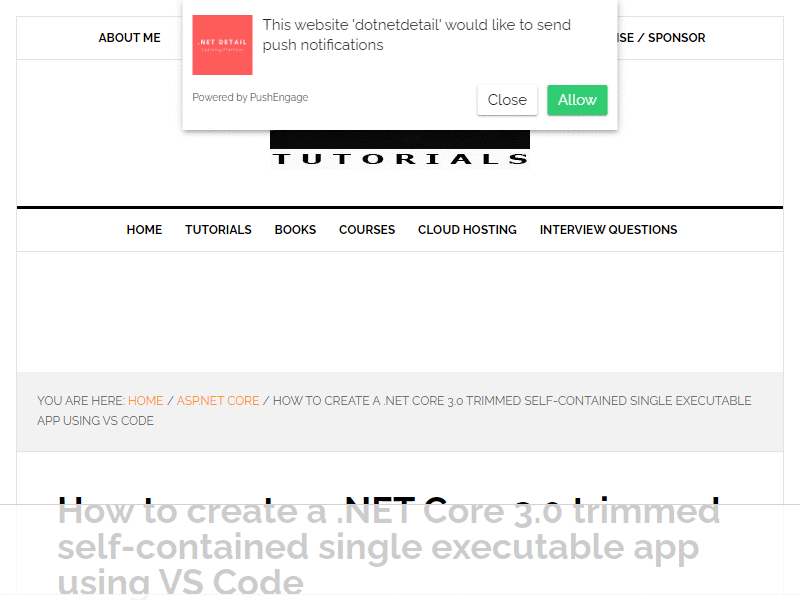 This website 'dotnetdetail' would like to send
push notifications
.NET DETAIL
Learning Platform
Powered by PushEngage
Close
Allow
ABOUT ME
/ SPONSOR
TUTORIALS
HOME
TUTORIALS
BOOKS
COURSES
CLOUD HOSTING
INTERVIEW QUESTIONS
YOU ARE HERE: HOME / ASP.NET CORE / HOW TO CREATE A .NET CORE 3.0 TRIMMED SELF-CONTAINED SINGLE EXECUTABLE
APP USING VS CODE
How to create a .NET Core 3.0 trimmed
self-contained single executable app
using VS Code